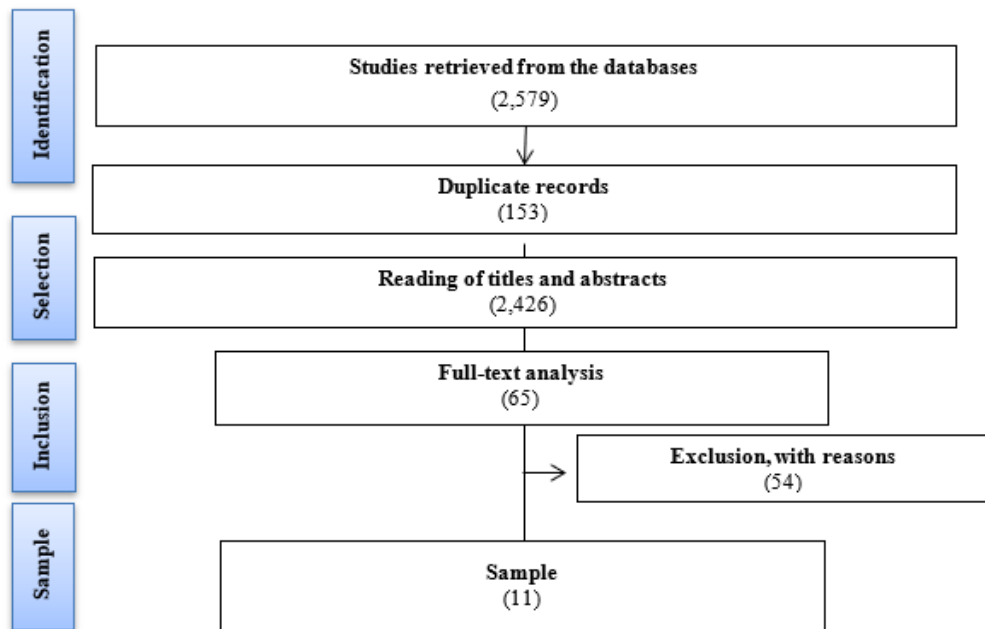 Identification
Studies retrieved from the databases
(2,579)
Duplicate records
(153)
Selection
Reading of titles and abstracts
(2,426)
Inclusion
Full-text analysis
(65)
Exclusion, with reasons
(54)
Sample
Sample
(11)